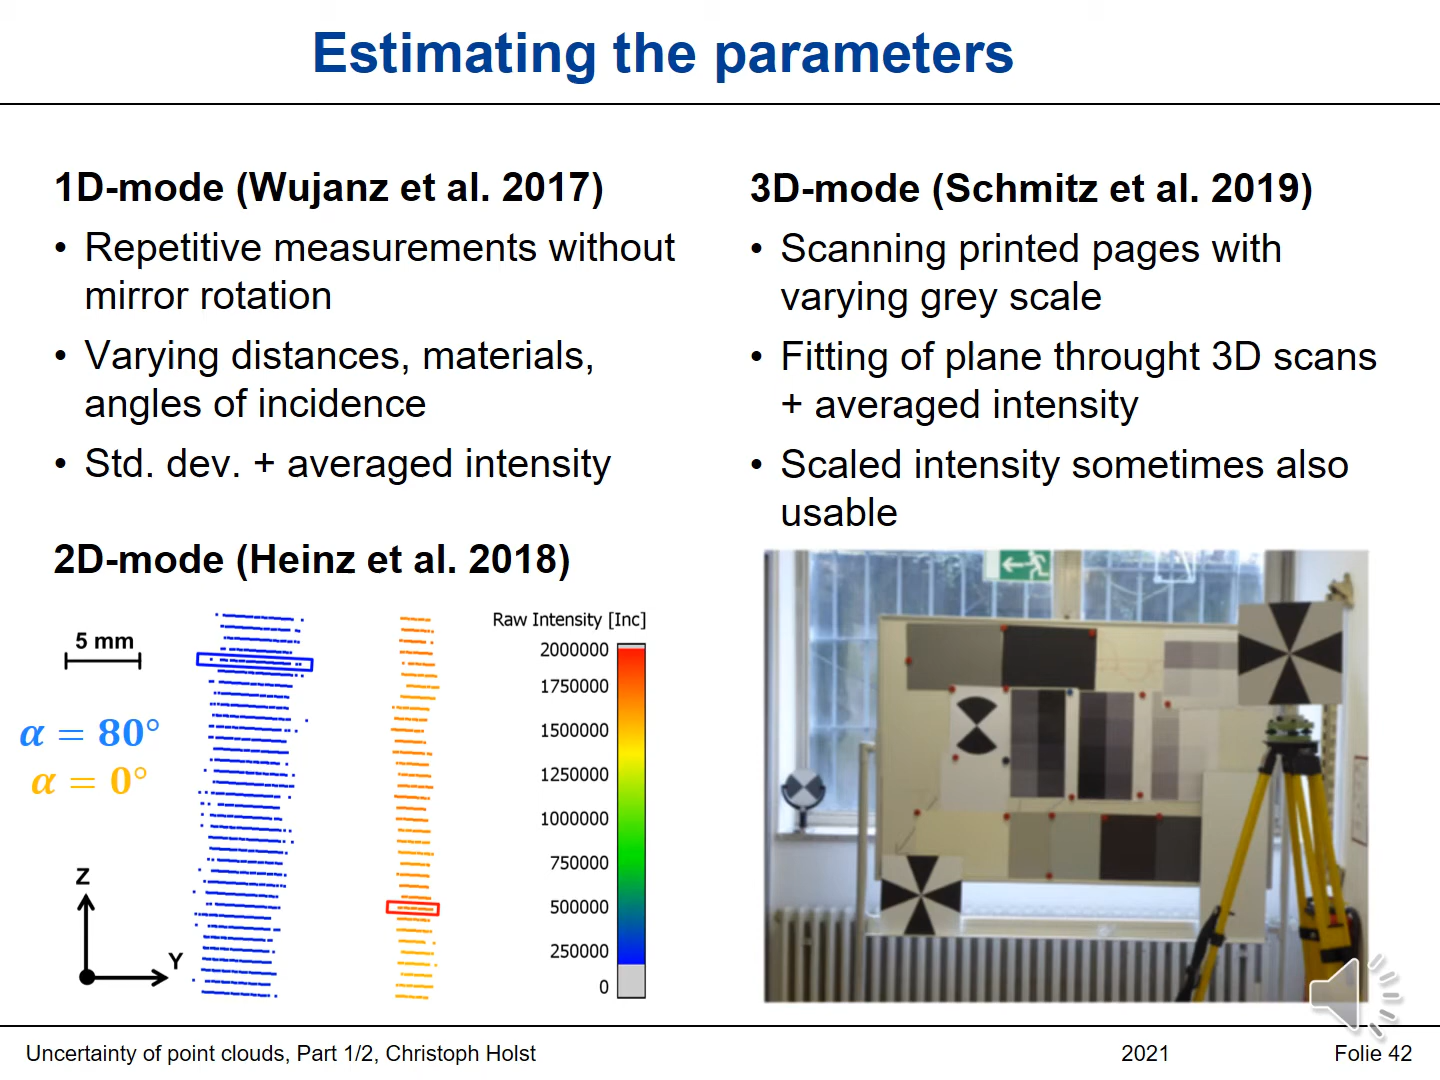 Estimating the parameters
1D-mode (Wujanz et al. 2017)
• Repetitive measurements without
mirror rotation
• Varying distances, materials,
angles of incidence
• Std. dev. + averaged intensity
2D-mode (Heinz et al. 2018)
5 mm
α = 80°
α = 0°
Z
Y
Raw Intensity [Inc]
2000000
1750000
1500000
1250000
1000000
750000
500000
250000
0
3D-mode (Schmitz et al. 2019)
• Scanning printed pages with
varying grey scale
• Fitting of plane throught 3D scans
+ averaged intensity
• Scaled intensity sometimes also
usable
Uncertainty of point clouds, Part 1/2, Christoph Holst
2021
Folie 42